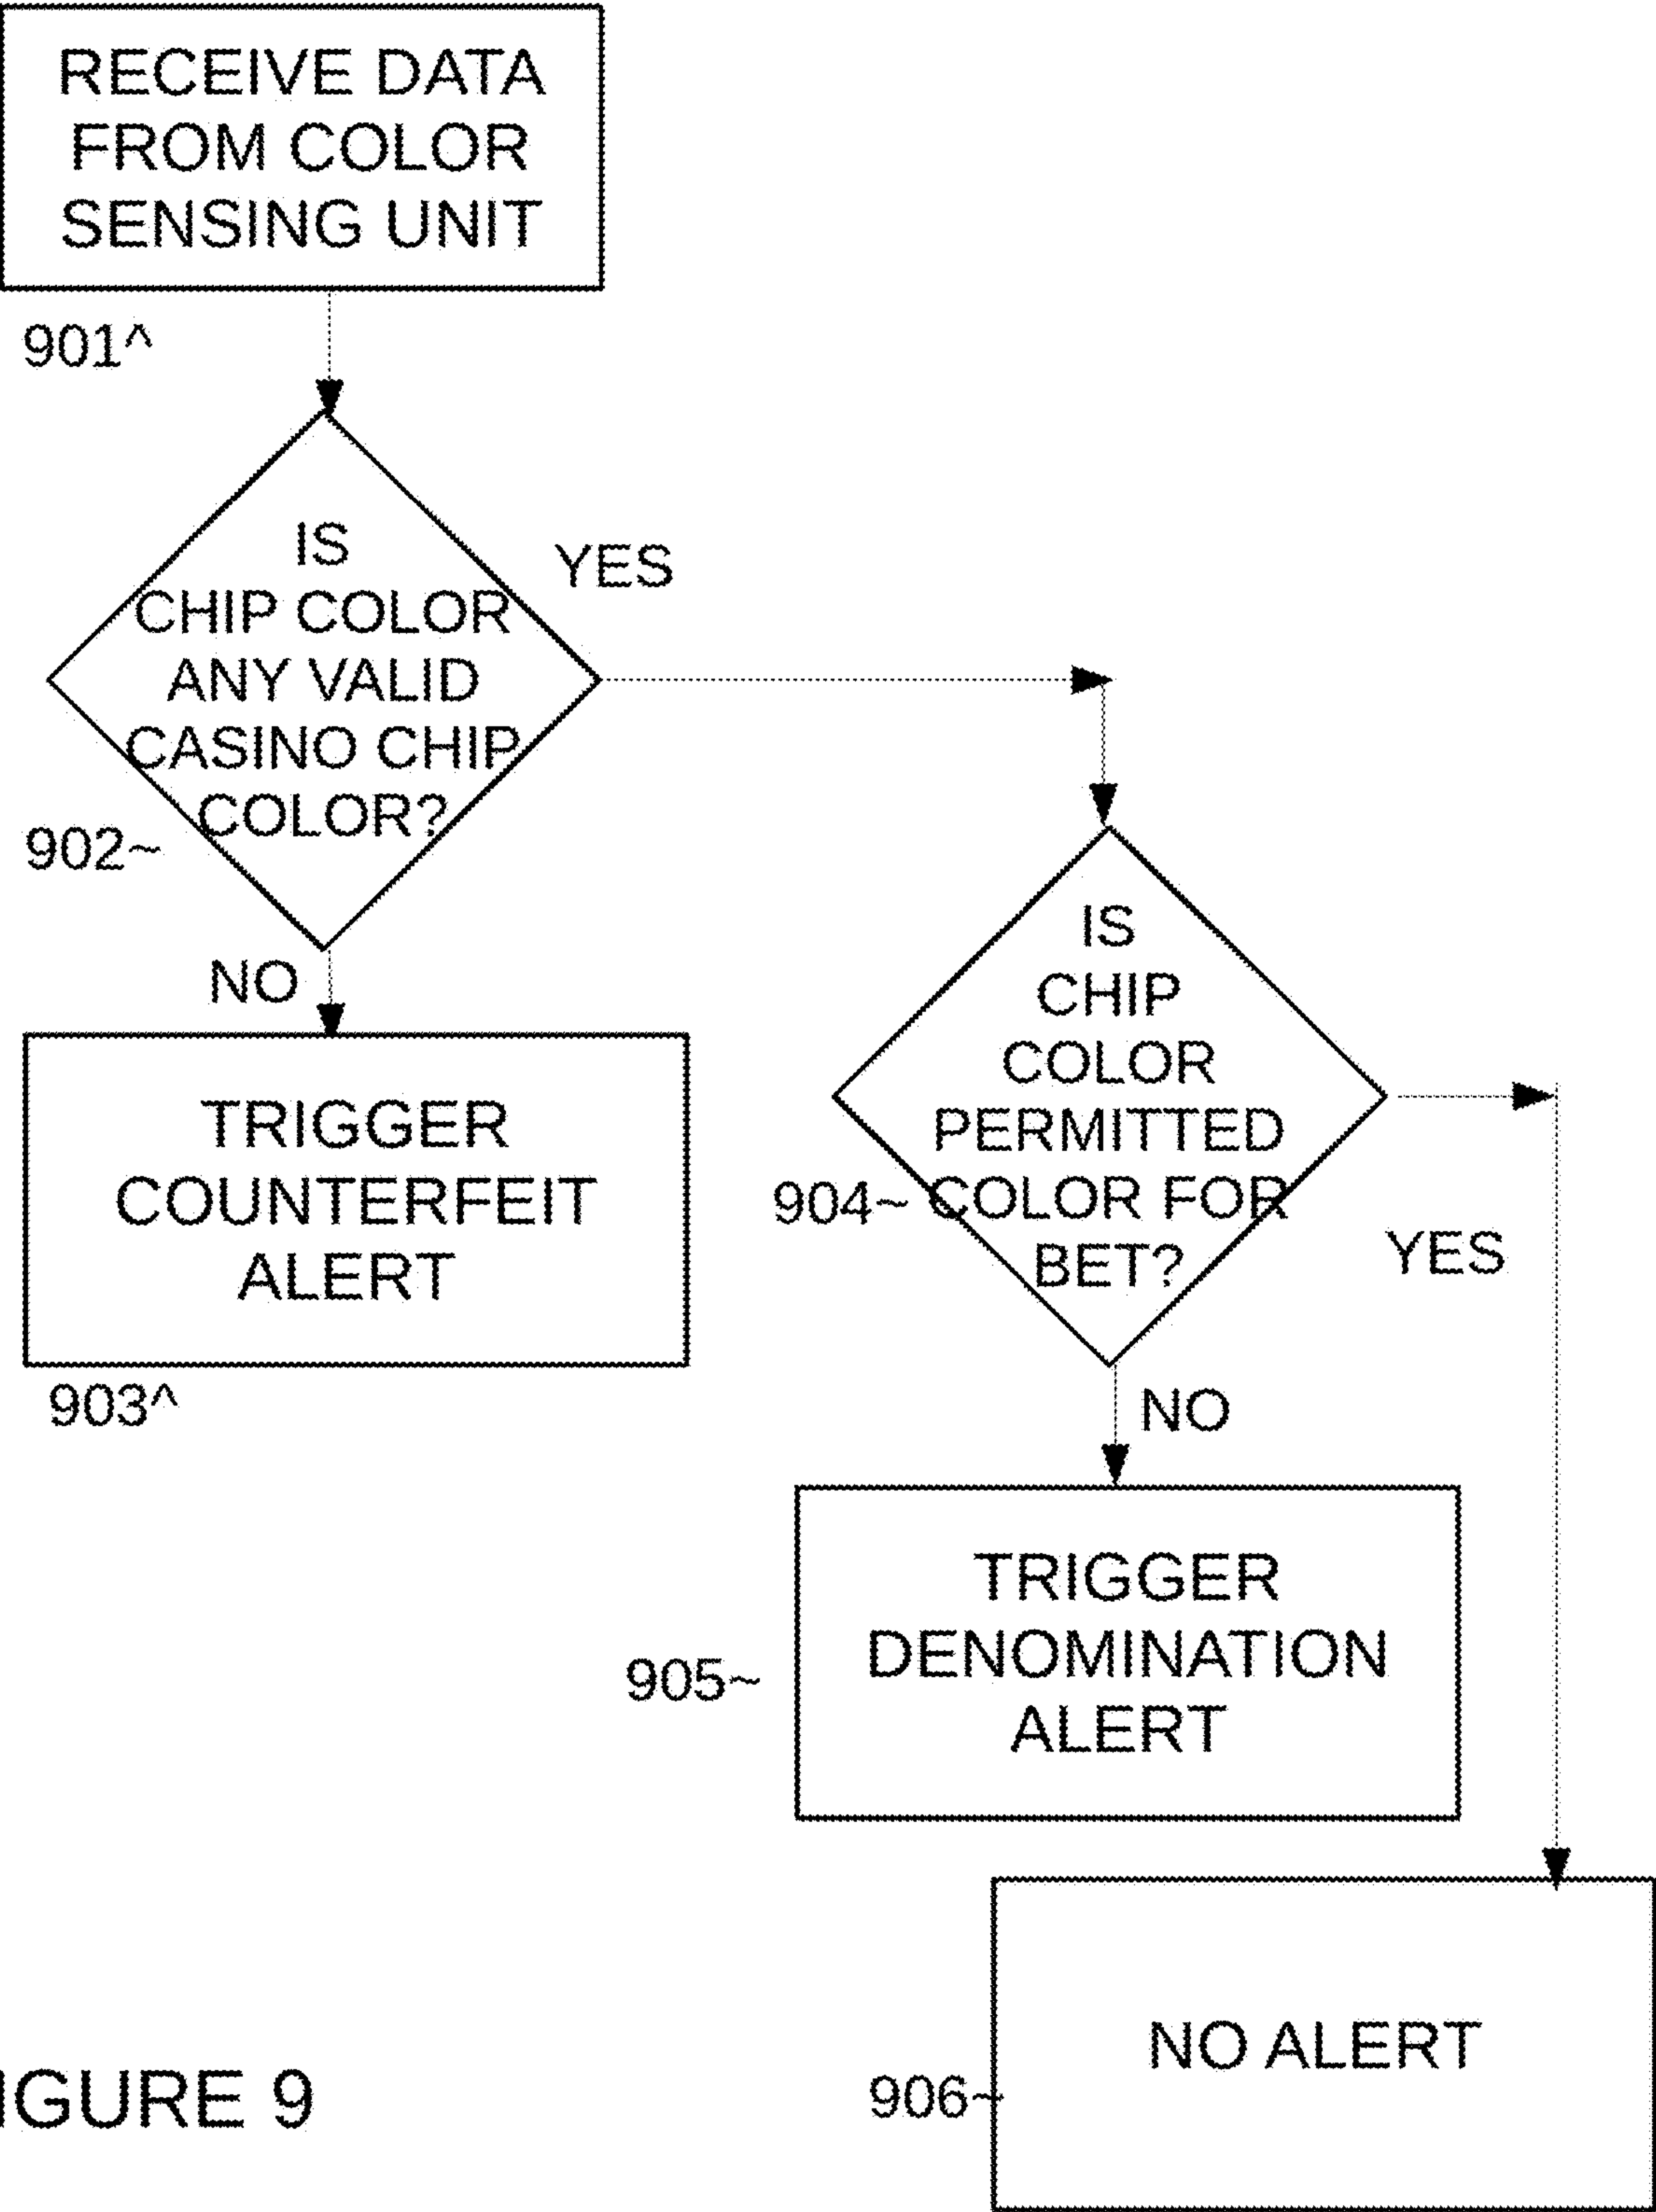 RECEIVE DATA
FROM COLOR
SENSING UNIT
901^
IS
CHIP COLOR
ANY VALID
CASINO CHIP
COLOR?
902~
YES
NO
TRIGGER
COUNTERFEIT
ALERT
903^
IS
CHIP
COLOR
PERMITTED
COLOR FOR
BET?
904~
YES
NO
TRIGGER
DENOMINATION
ALERT
905~
NO ALERT
906~
IGURE 9